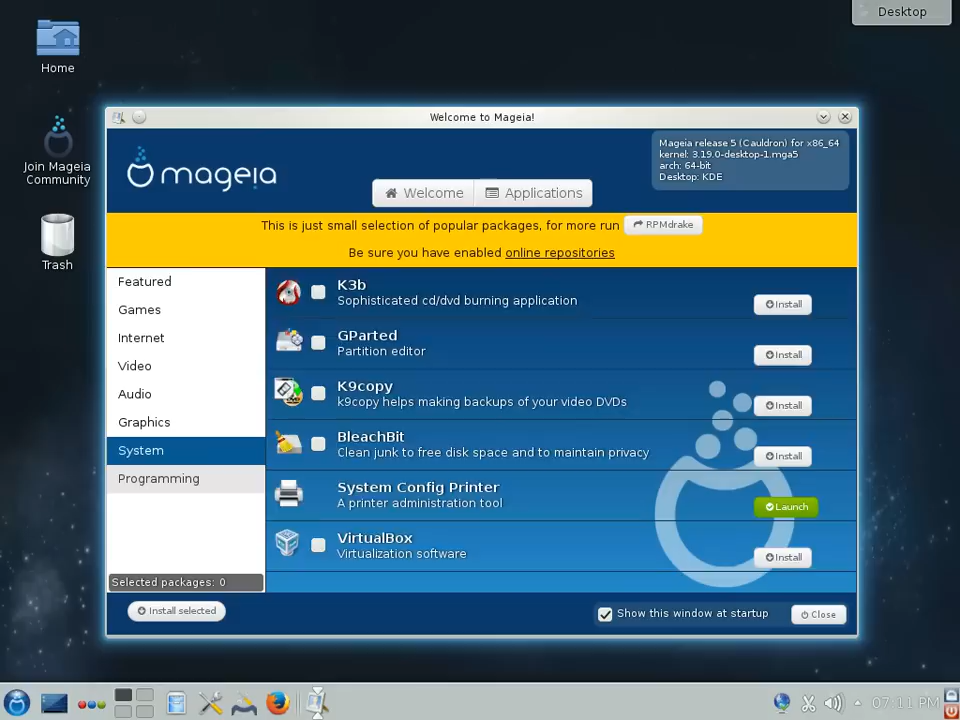 Desktop
Home
Join Mageia
Community
Trash
Welcome to Mageia!
mageia
Mageia release 5 (Cauldron) for x86_64
kernel: 3.19.0-desktop-1.mga5
arch: 64-bit
Desktop: KDE
Welcome
Applications
This is just small selection of popular packages, for more run RPMdrake
Be sure you have enabled online repositories
Featured
Games
Internet
Video
Audio
Graphics
System
Programming
Selected packages: 0
K3b
Sophisticated cd/dvd burning application
Install
GParted
Partition editor
Install
K9copy
k9copy helps making backups of your video DVDs
Install
BleachBit
Clean junk to free disk space and to maintain privacy
Install
System Config Printer
A printer administration tool
Launch
VirtualBox
Virtualization software
Install
Install selected
Show this window at startup
Close
07:11 PM